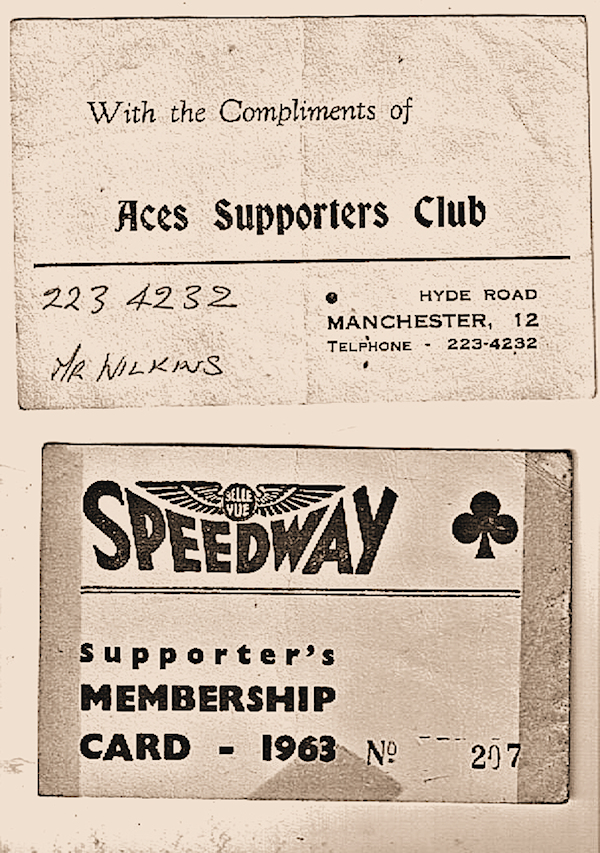 With the Compliments of
Aces Supporters Club
223 4232
MR WILKINS
HYDE ROAD
MANCHESTER, 12
TELPHONE - 223-4232
BELLE
VUE
SPEEDWAY
Supporter's
MEMBERSHIP
CARD - 1963 No 207